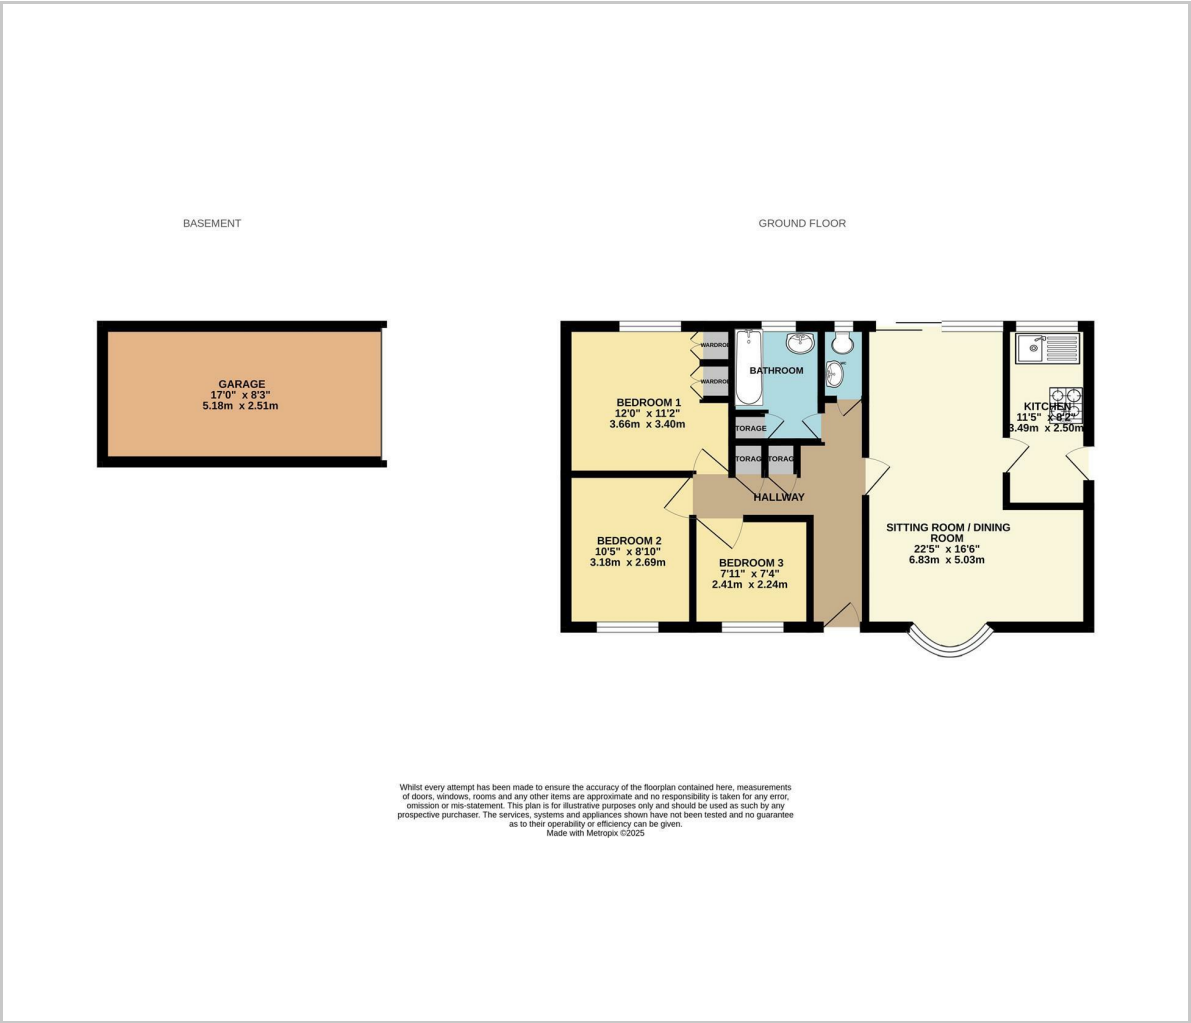 BASEMENT
GROUND FLOOR
GARAGE
17'0" x 8'3"
5.18m x 2.51m
BEDROOM 1
12'0" x 11'2"
3.66m x 3.40m
WARDROB
WARDROB
BATHROOM
TORAGE
TORAG
TORAG
HALLWAY
KITCHEN
11'5" x 8'2"
3.49m x 2.50m
BEDROOM 2
10'5" x 8'10"
3.18m x 2.69m
BEDROOM 3
7'11" x 7'4"
2.41m x 2.24m
SITTING ROOM / DINING
ROOM
22'5" x 16'6"
6.83m x 5.03m
Whilst every attempt has been made to ensure the accuracy of the floorplan contained here, measurements
of doors, windows, rooms and any other items are approximate and no responsibility is taken for any error,
omission or mis-statement. This plan is for illustrative purposes only and should be used as such by any
prospective purchaser. The services, systems and appliances shown have not been tested and no guarantee
as to their operability or efficiency can be given.
Made with Metropix ©2025